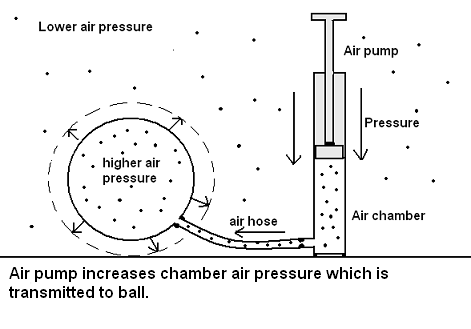 Lower air pressure
Air pump
Pressure
higher air
pressure
air hose
Air chamber
Air pump increases chamber air pressure which is
transmitted to ball.